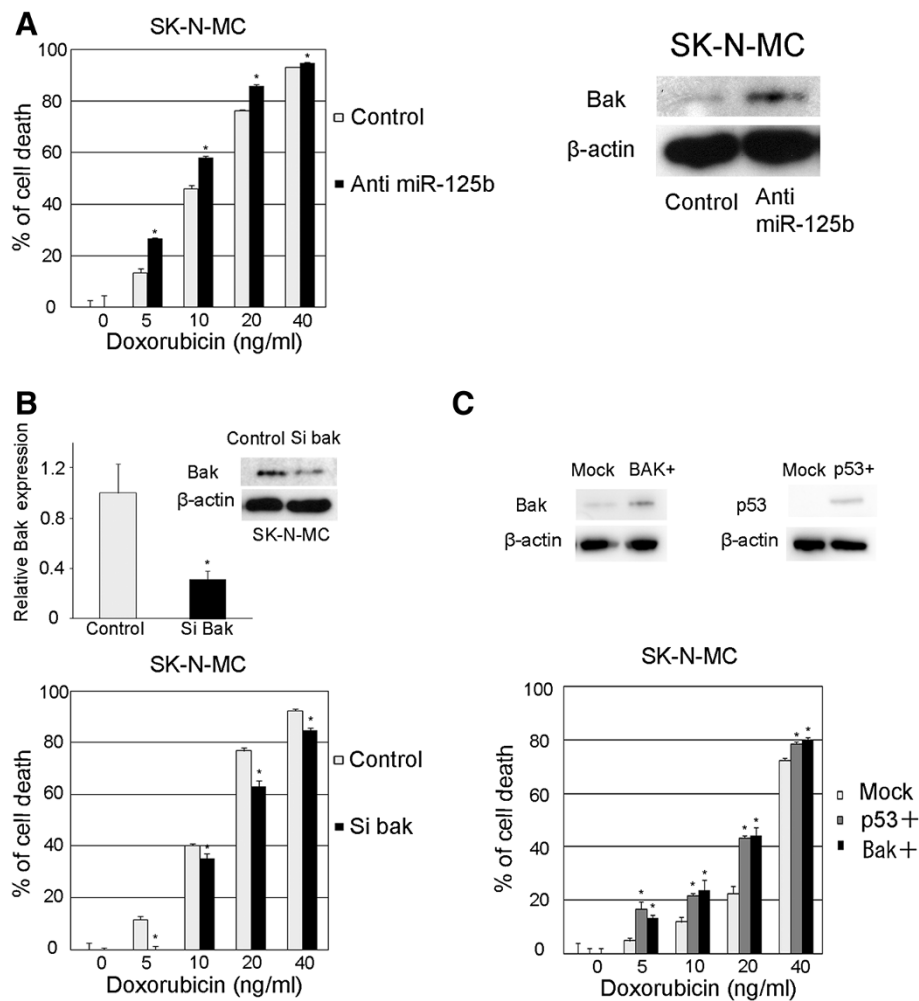 A
SK-N-MC
% of cell death
100
80
60
40
20
0
0 5 10 20 40
Doxorubicin (ng/ml)
Control
Anti miR-125b
SK-N-MC
Bak
β-actin
Control Anti
miR-125b
B
Relative Bak expression
1.2
0.8
0.4
0
Control Si Bak
Control Si bak
Bak
β-actin
SK-N-MC
SK-N-MC
% of cell death
100
80
60
40
20
0
0 5 10 20 40
Doxorubicin (ng/ml)
Control
Si bak
C
Mock BAK+
Bak
β-actin
Mock p53+
p53
β-actin
SK-N-MC
% of cell death
100
80
60
40
20
0
0 5 10 20 40
Doxorubicin (ng/ml)
Mock
p53+
Bak+